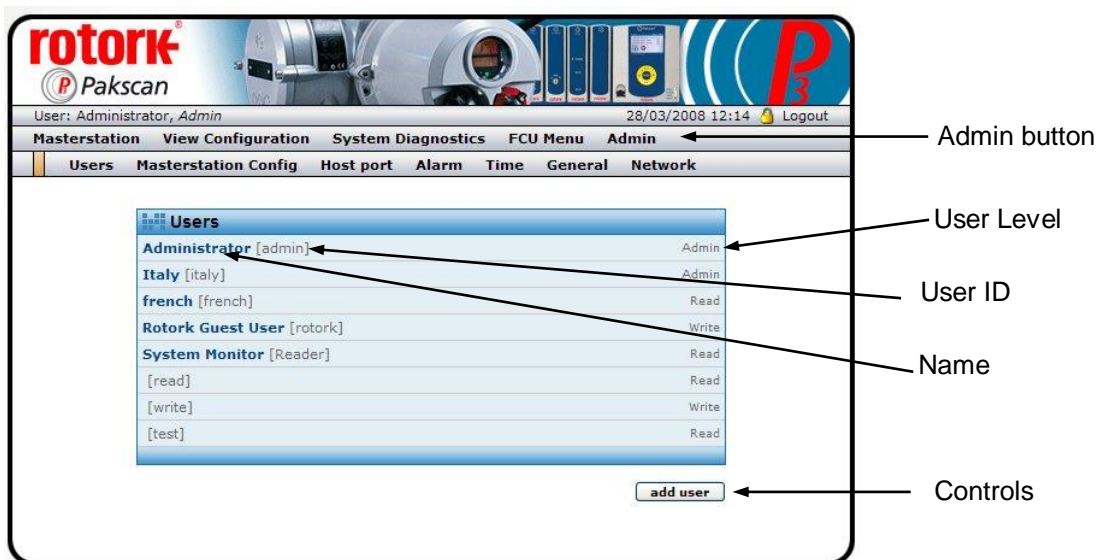 rotork®
P Pakscan
P
3
User: Administrator, Admin 28/03/2008 12:14 Logout
Masterstation View Configuration System Diagnostics FCU Menu Admin
Admin button
Users Masterstation Config Host port Alarm Time General Network
Users
User Level
Administrator [admin] Admin
Italy [italy] Admin
User ID
french [french] Read
Rotork Guest User [rotork] Write
System Monitor [Reader] Read
Name
[read] Read
[write] Write
[test] Read
add user
Controls